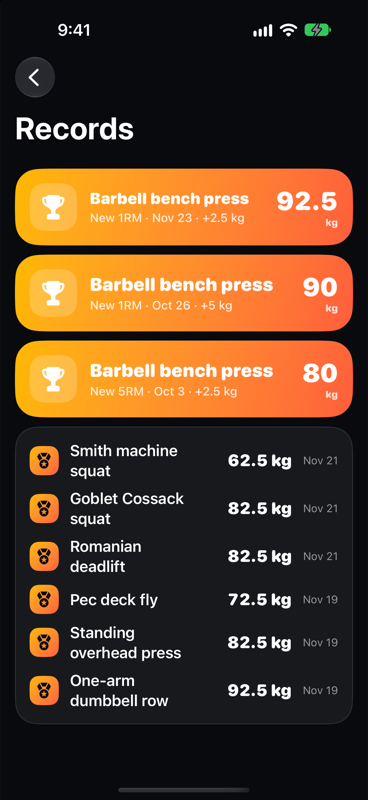 9:41
Records
Barbell bench press
New 1RM · Nov 23 · +2.5 kg
92.5
kg
Barbell bench press
New 1RM · Oct 26 · +5 kg
90
kg
Barbell bench press
New 5RM · Oct 3 · +2.5 kg
80
kg
Smith machine
squat
62.5 kg Nov 21
Goblet Cossack
squat
82.5 kg Nov 21
Romanian
deadlift
82.5 kg Nov 21
Pec deck fly 72.5 kg Nov 19
Standing
overhead press
82.5 kg Nov 19
One-arm
dumbbell row
92.5 kg Nov 19